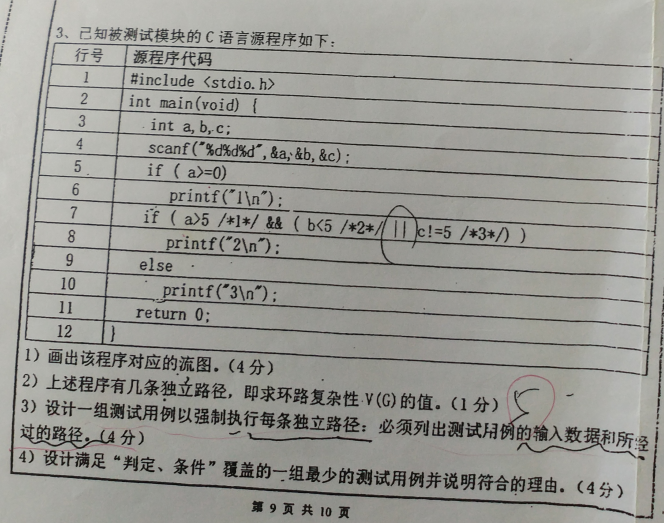 3、已知被测试模块的 C 语言源程序如下：
行号 源程序代码
1 #include <stdio.h>
2 int main(void) {
3 int a,b,c;
4 scanf("%d%d%d",&a,&b,&c);
5 if ( a>=0)
6 printf("1\n");
7 if ( a>5 /*1*/ && ( b<5 /*2*/ || c!=5 /*3*/) )
8 printf("2\n");
9 else
10 printf("3\n");
11 return 0;
12 }
1）画出该程序对应的流图。（4 分）
2）上述程序有几条独立路径，即求环路复杂性 V(G)的值。（1 分）
3）设计一组测试用例以强制执行每条独立路径：必须列出测试用例的输入数据和所经
过的路径。（4 分）
4）设计满足“判定、条件”覆盖的一组最少的测试用例并说明符合的理由。（4 分）
第 9 页 共 10 页